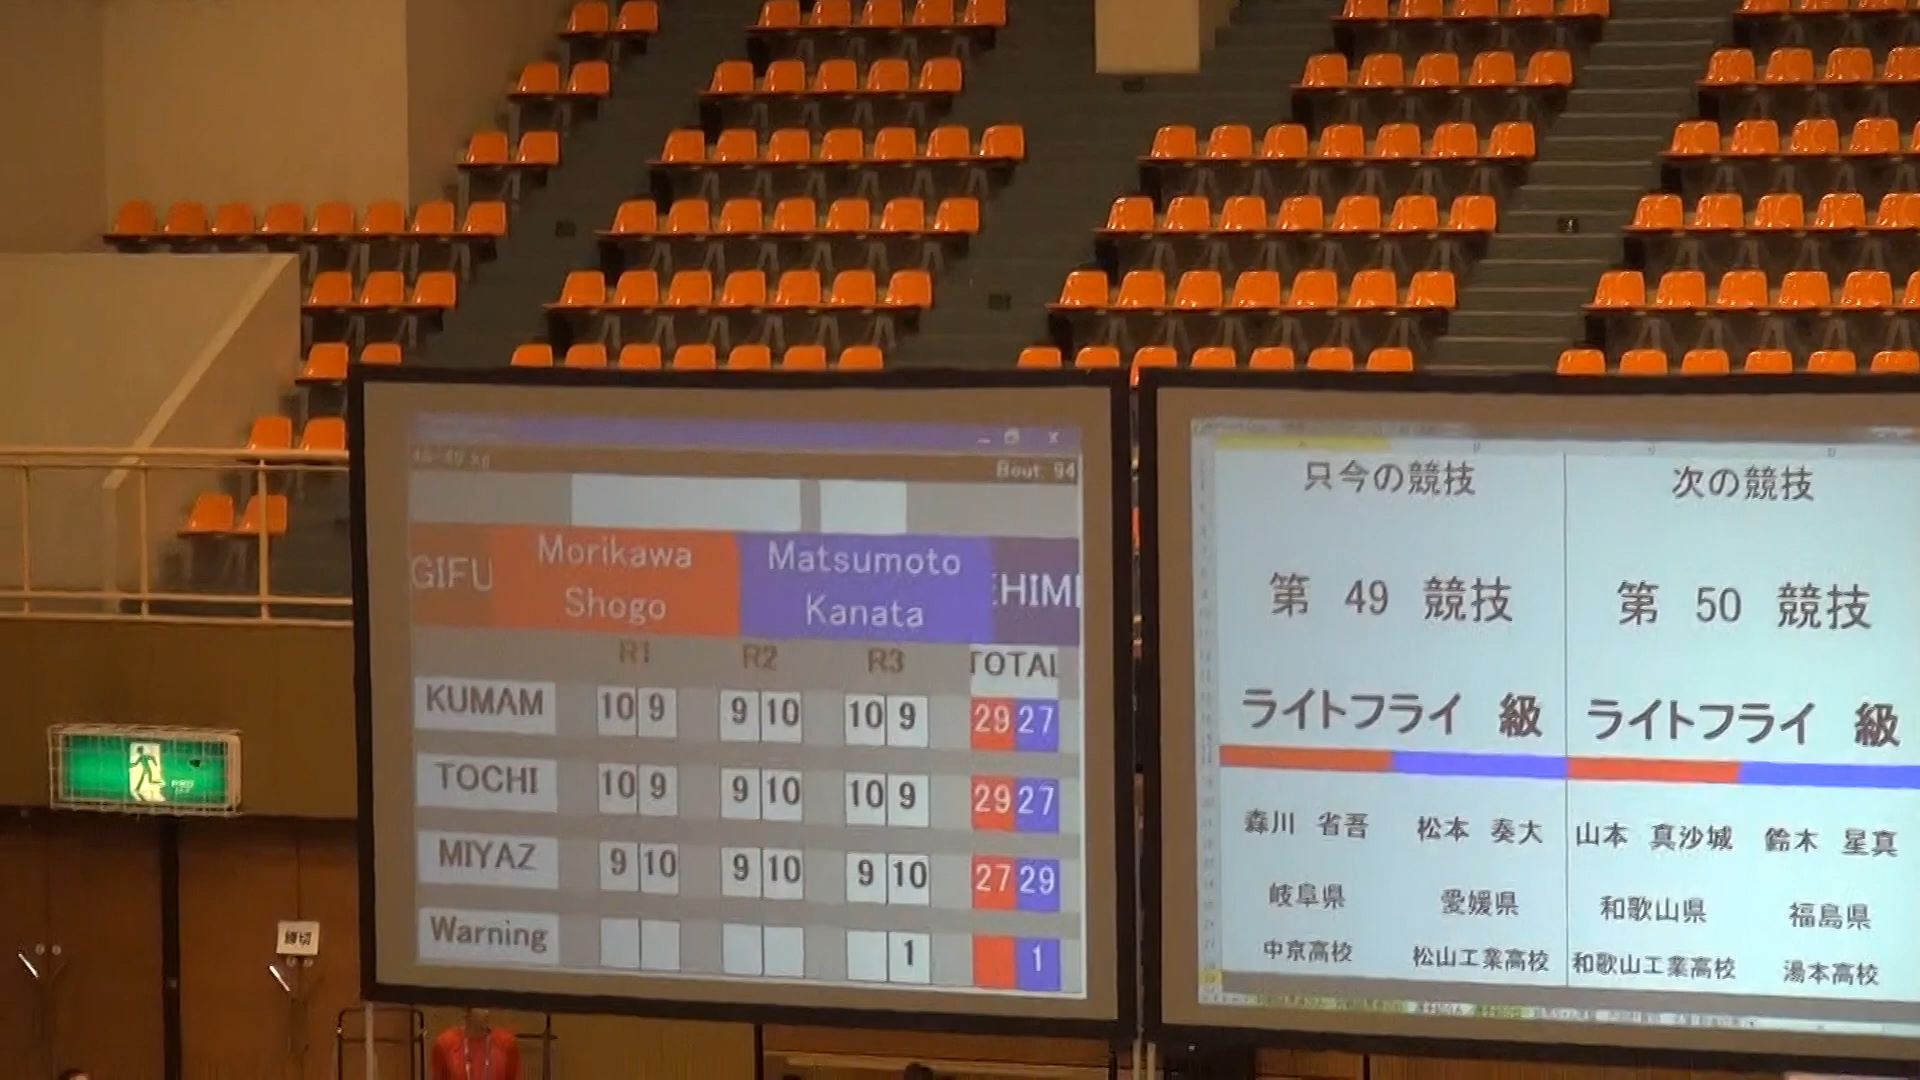 Bout: 94
GIFU
Morikawa
Shogo
Matsumoto
Kanata
EHIM
R1 R2 R3 TOTAL
KUMAM 10 9 9 10 10 9 29 27
TOCHI 10 9 9 10 10 9 29 27
MIYAZ 9 10 9 10 9 10 27 29
Warning 1 1
只今の競技 次の競技
第 49 競技 第 50 競技
ライトフライ 級 ライトフライ 級
森川 省吾 松本 奏大 山本 真沙城 鈴木 星真
岐阜県 愛媛県 和歌山県 福島県
中京高校 松山工業高校 和歌山工業高校 湯本高校